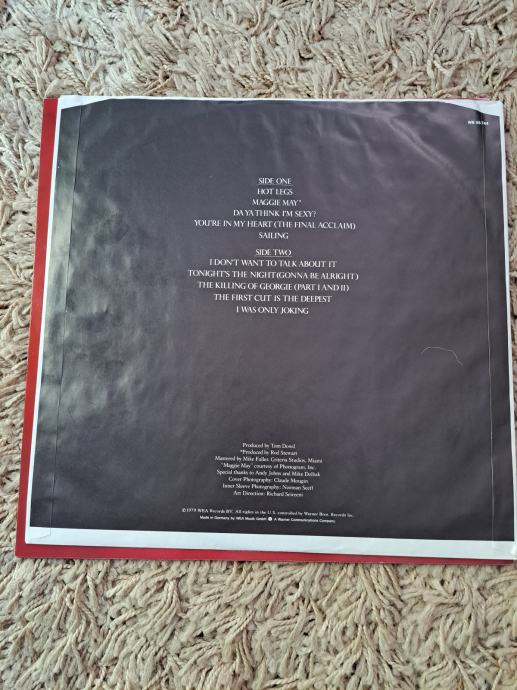 SIDE ONE
HOT LEGS
MAGGIE MAY*
DA YA THINK I'M SEXY?
YOU'RE IN MY HEART (THE FINAL ACCLAIM)
SAILING
SIDE TWO
I DON'T WANT TO TALK ABOUT IT
TONIGHT'S THE NIGHT (GONNA BE ALRIGHT)
THE KILLING OF GEORGIE (PART I AND II)
THE FIRST CUT IS THE DEEPEST
I WAS ONLY JOKING
Produced by Tom Dowd
*Produced by Rod Stewart
Mastered by Mike Fuller, Criteria Studios, Miami
"Maggie May" courtesy of Phonogram, Inc.
Special thanks to Andy Johns and Mike
Cover Photography: Claude Mougin
Inner Sleeve Photography: Norman Seeff
Art Direction: Richard Seireeni
©1979 WEA Records BV. All rights in the U.S. controlled by Warner Bros. Records Inc.
Made in Germany by WEA Musik GmbH A Warner Communications Company